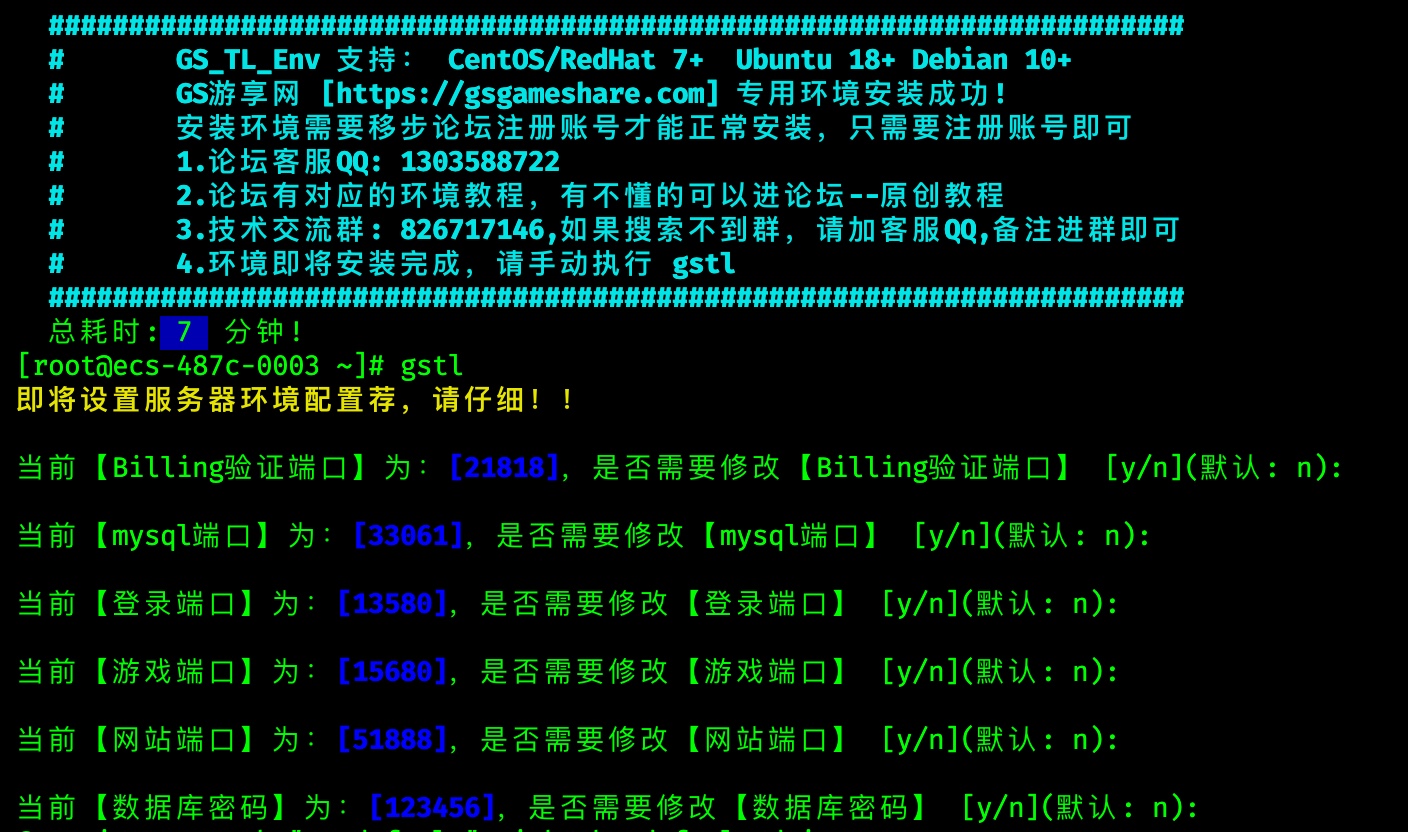 #######################################################################
# GS_TL_Env 支持： CentOS/RedHat 7+ Ubuntu 18+ Debian 10+
# GS游享网 [https://gsgameshare.com] 专用环境安装成功！
# 安装环境需要移步论坛注册账号才能正常安装，只需要注册账号即可
# 1.论坛客服QQ: 1303588722
# 2.论坛有对应的环境教程，有不懂的可以进论坛--原创教程
# 3.技术交流群: 826717146,如果搜索不到群，请加客服QQ,备注进群即可
# 4.环境即将安装完成，请手动执行 gstl
#######################################################################
总耗时: 7 分钟！
[root@ecs-487c-0003 ~]# gstl
即将设置服务器环境配置荐，请仔细！！
当前【Billing验证端口】为：[21818]，是否需要修改【Billing验证端口】 [y/n](默认: n):
当前【mysql端口】为：[33061]，是否需要修改【mysql端口】 [y/n](默认: n):
当前【登录端口】为：[13580]，是否需要修改【登录端口】 [y/n](默认: n):
当前【游戏端口】为：[15680]，是否需要修改【游戏端口】 [y/n](默认: n):
当前【网站端口】为：[51888]，是否需要修改【网站端口】 [y/n](默认: n):
当前【数据库密码】为：[123456]，是否需要修改【数据库密码】 [y/n](默认: n):